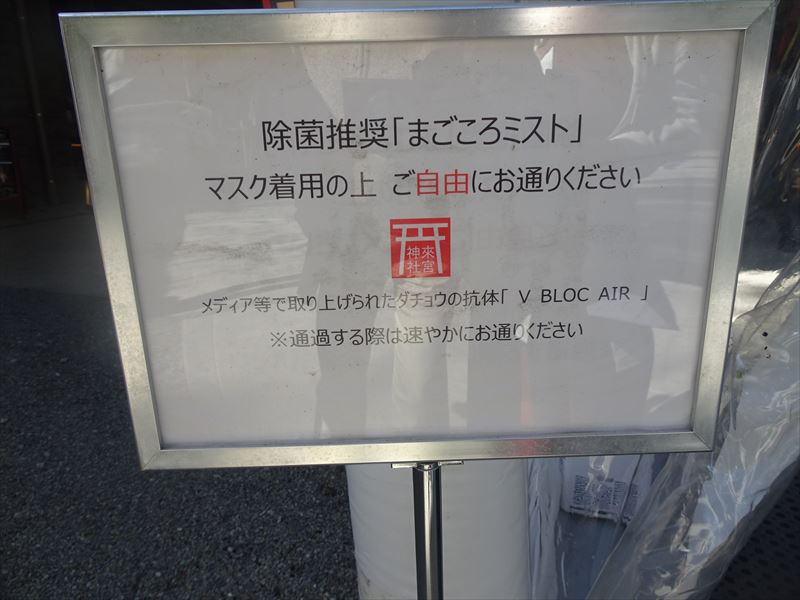 除菌推奨「まごころミスト」
マスク着用の上 ご自由にお通りください
來宮
神社
メディア等で取り上げられたダチョウの抗体「 V BLOC AIR 」
※通過する際は速やかにお通りください